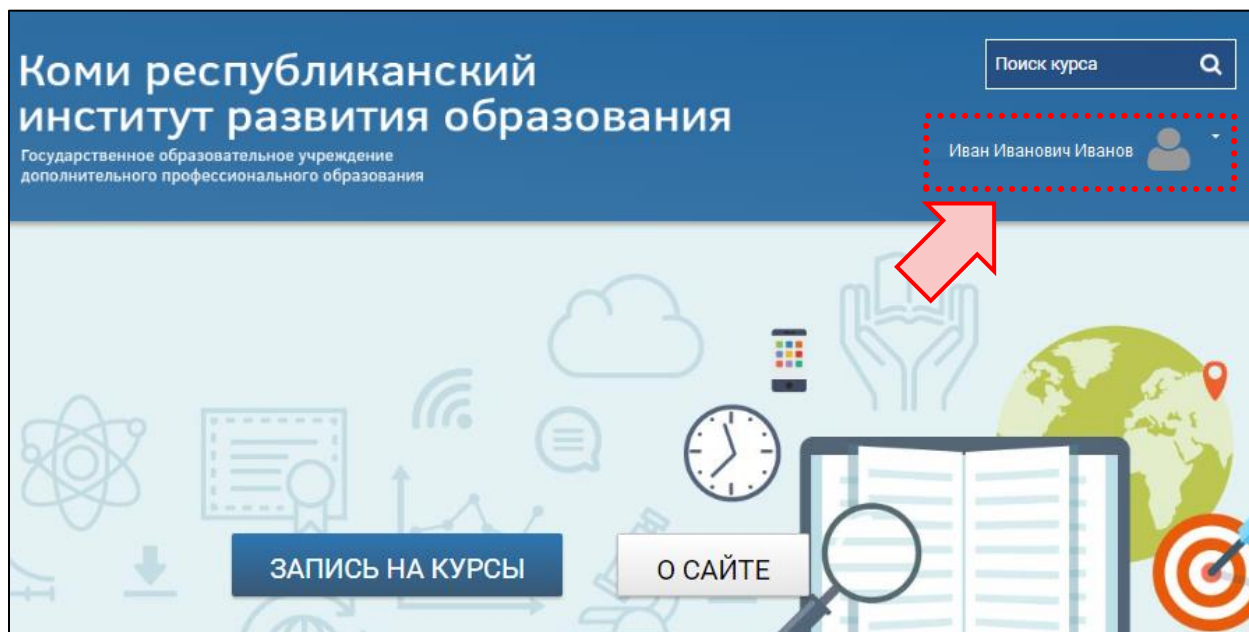 Коми республиканский
институт развития образования
Государственное образовательное учреждение
дополнительного профессионального образования
Поиск курса
Иван Иванович Иванов
ЗАПИСЬ НА КУРСЫ
О САЙТЕ